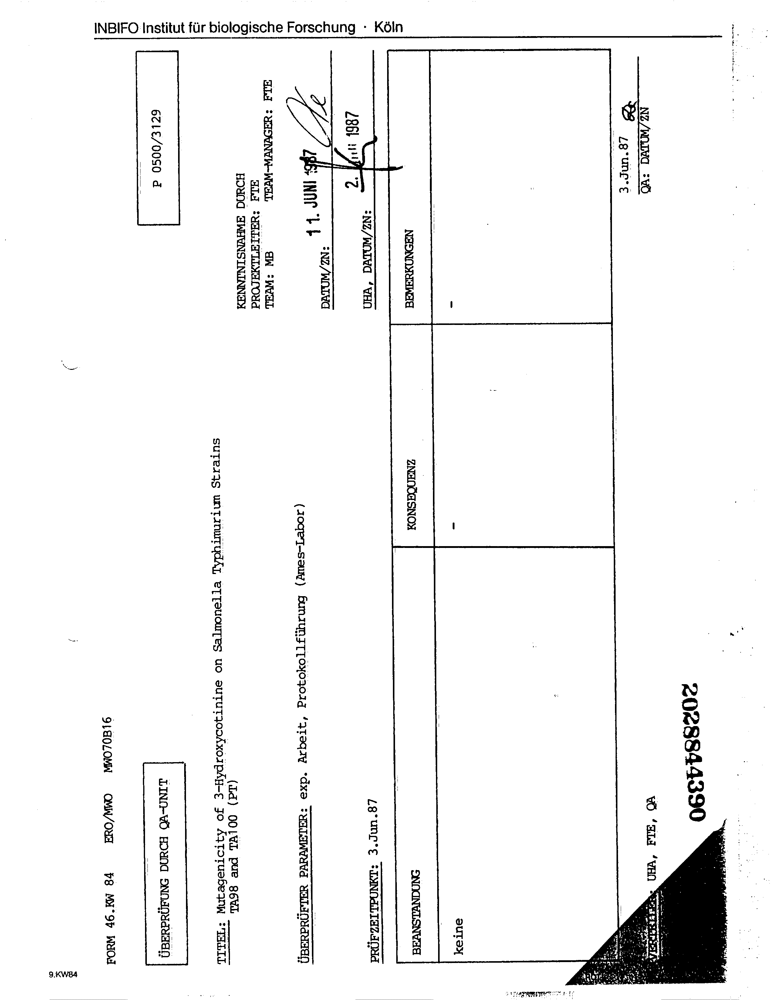 INBIFO Institut für biologische Forschung · Köln
FORM 46.KW 84 ERO/MWO MWO70B16
ÜBERPRÜFUNG DURCH QA-UNIT
P 0500/3129
TITEL: Mutagenicity of 3-Hydroxycotinine on Salmonella Typhimurium Strains
TA98 and TA100 (PT)
KENNTNISNAHME DURCH
PROJEKTLEITER: FTE
TEAM: MB TEAM-MANAGER: FTE
ÜBERPRÜFTER PARAMETER: exp. Arbeit, Protokollführung (Ames-Labor)
DATUM/ZN: 11. JUNI 1987
PRÜFZEITPUNKT: 3.Jun.87
UHA, DATUM/ZN: 2. 1987
BEANSTANDUNG KONSEQUENZ BEMERKUNGEN
keine - -
3.Jun.87
QA: DATUM/ZN
VERTEILER: UHA, FTE, QA
2028844390
9.KW84